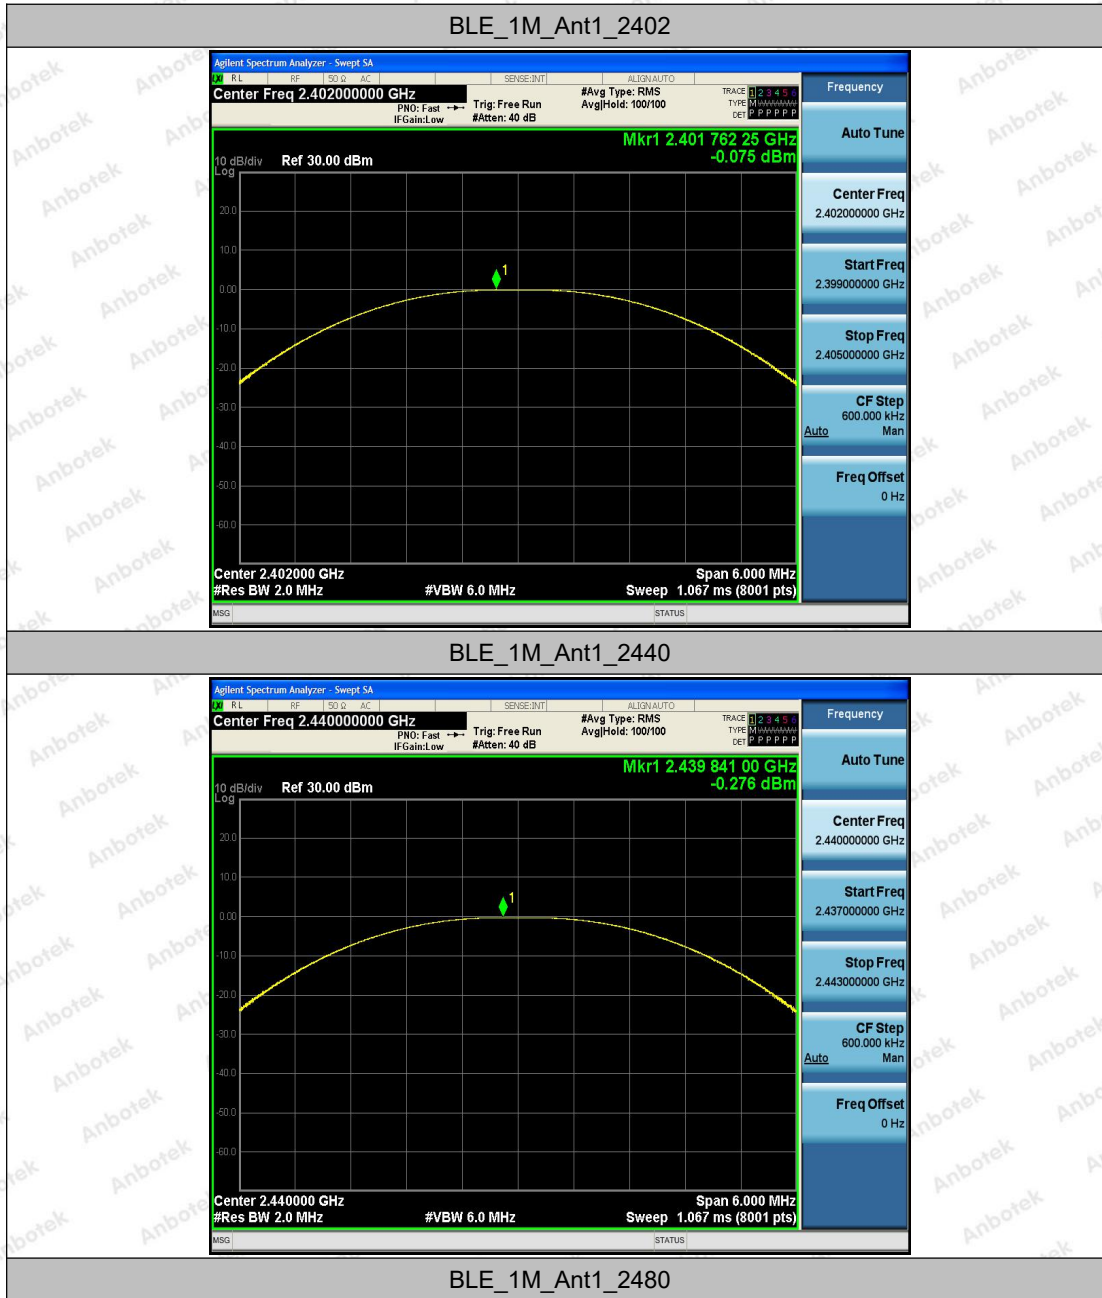 BLE_1M_Ant1_2402
Agilent Spectrum Analyzer - Swept SA
RL RF 50 Ω AC SENSE:INT ALIGNAUTO
Center Freq 2.402000000 GHz
PNO: Fast
IFGain:Low
Trig: Free Run
#Atten: 40 dB
#Avg Type: RMS
Avg|Hold: 100/100
TRACE 1 2 3 4 5 6
TYPE M
DET P P P P P P
Mkr1 2.401 762 25 GHz
-0.075 dBm
10 dB/div Ref 30.00 dBm
Log
20.0
10.0
0.00
-10.0
-20.0
-30.0
-40.0
-50.0
-60.0
1
Center 2.402000 GHz
Span 6.000 MHz
#Res BW 2.0 MHz
#VBW 6.0 MHz
Sweep 1.067 ms (8001 pts)
MSG
STATUS
Frequency
Auto Tune
Center Freq
2.402000000 GHz
Start Freq
2.399000000 GHz
Stop Freq
2.405000000 GHz
CF Step
600.000 kHz
Auto Man
Freq Offset
0 Hz
BLE_1M_Ant1_2440
Agilent Spectrum Analyzer - Swept SA
RL RF 50 Ω AC SENSE:INT ALIGNAUTO
Center Freq 2.440000000 GHz
PNO: Fast
IFGain:Low
Trig: Free Run
#Atten: 40 dB
#Avg Type: RMS
Avg|Hold: 100/100
TRACE 1 2 3 4 5 6
TYPE M
DET P P P P P P
Mkr1 2.439 841 00 GHz
-0.276 dBm
10 dB/div Ref 30.00 dBm
Log
20.0
10.0
0.00
-10.0
-20.0
-30.0
-40.0
-50.0
-60.0
1
Center 2.440000 GHz
Span 6.000 MHz
#Res BW 2.0 MHz
#VBW 6.0 MHz
Sweep 1.067 ms (8001 pts)
MSG
STATUS
Frequency
Auto Tune
Center Freq
2.440000000 GHz
Start Freq
2.437000000 GHz
Stop Freq
2.443000000 GHz
CF Step
600.000 kHz
Auto Man
Freq Offset
0 Hz
BLE_1M_Ant1_2480
Anbotek